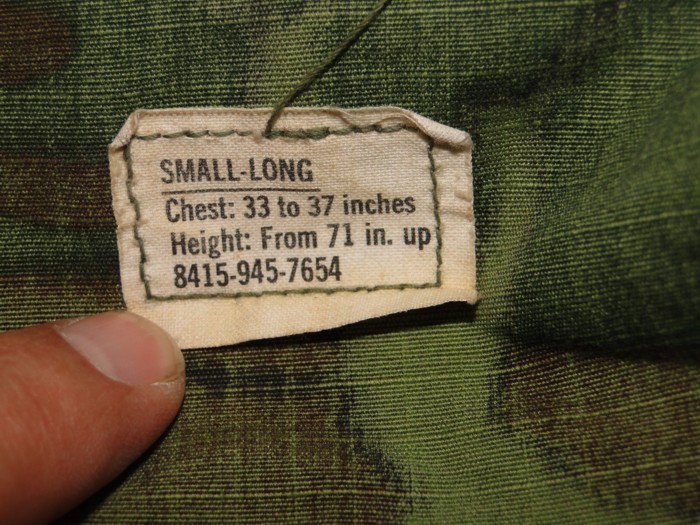 SMALL-LONG
Chest: 33 to 37 inches
Height: From 71 in. up
8415-945-7654